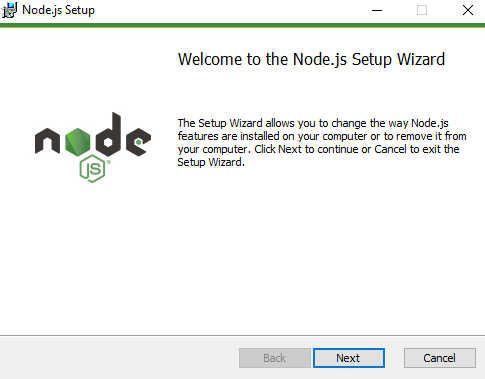 Node.js Setup
Welcome to the Node.js Setup Wizard
The Setup Wizard allows you to change the way Node.js
features are installed on your computer or to remove it from
your computer. Click Next to continue or Cancel to exit the
Setup Wizard.
node
JS®
Back Next Cancel